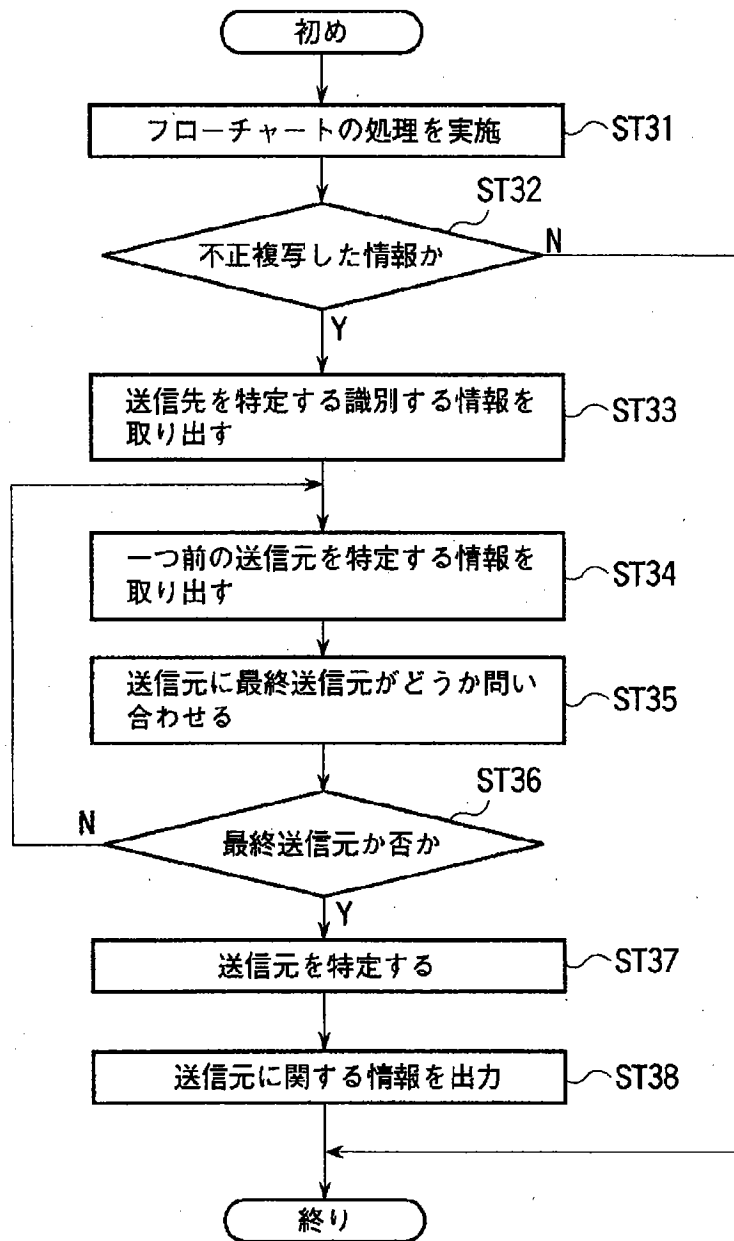 初め
フローチャートの処理を実施
ST31
ST32
不正複写した情報か
N
Y
送信先を特定する識別する情報を
取り出す
ST33
一つ前の送信元を特定する情報を
取り出す
ST34
送信元に最終送信元がどうか問い
合わせる
ST35
ST36
N
最終送信元か否か
Y
送信元を特定する
ST37
送信元に関する情報を出力
ST38
終り